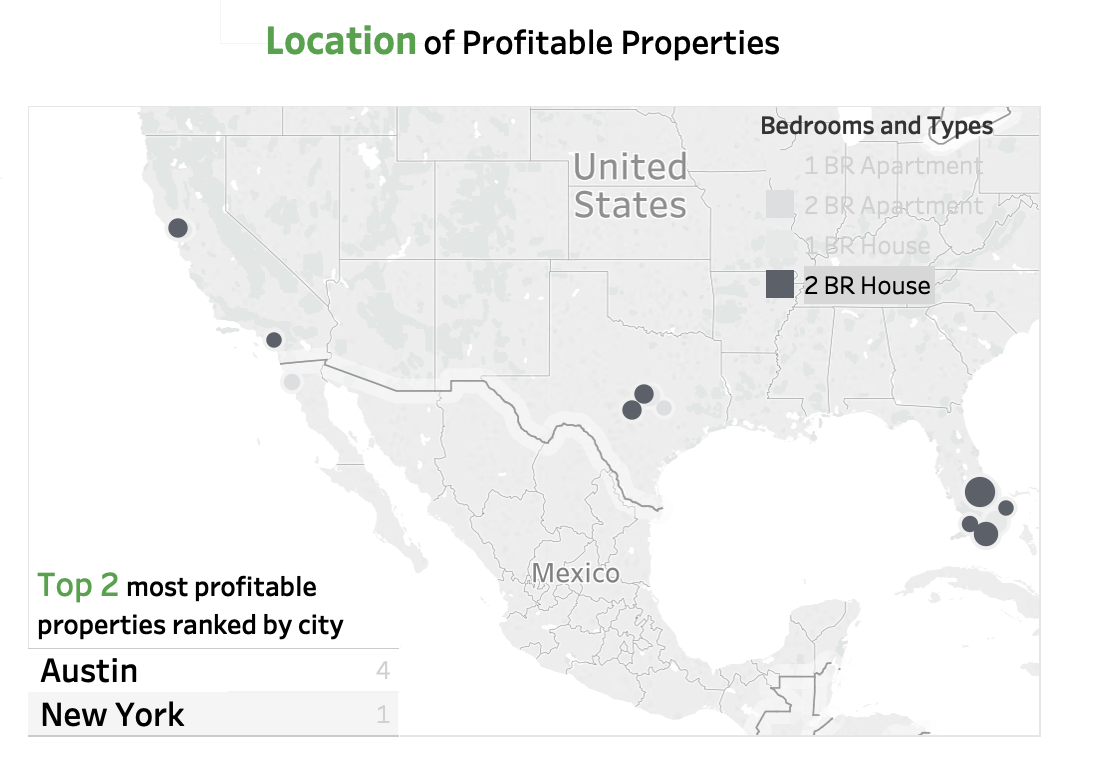 Location of Profitable Properties
Bedrooms and Types
1 BR Apartment
2 BR Apartment
1 BR House
2 BR House
United
States
Mexico
Top 2 most profitable
properties ranked by city
Austin 4
New York 1